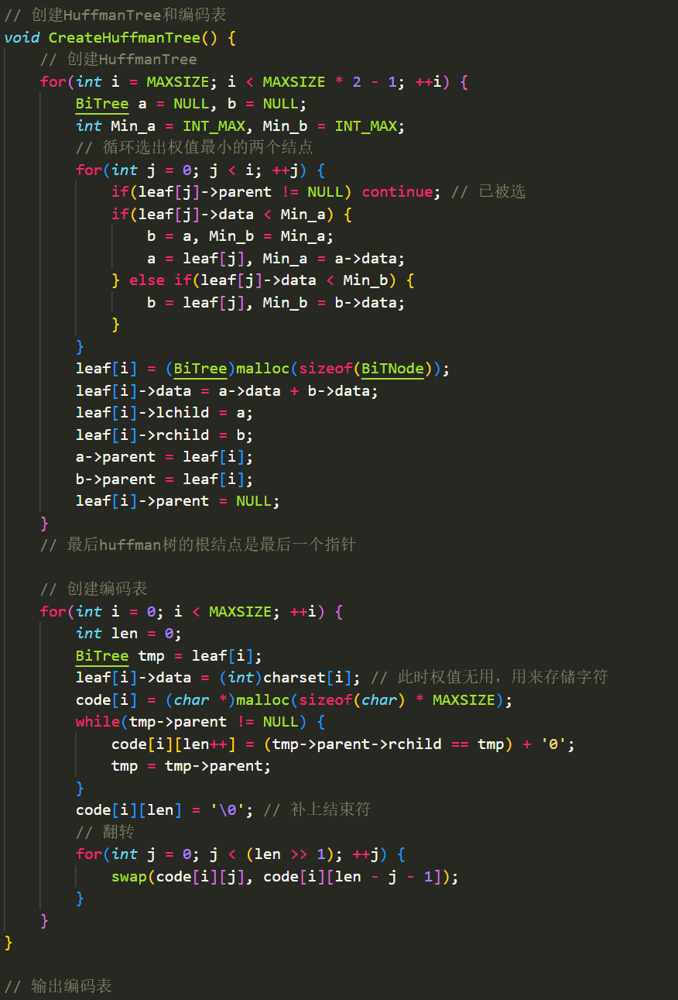 // 创建HuffmanTree和编码表
void CreateHuffmanTree() {
    // 创建HuffmanTree
    for(int i = MAXSIZE; i < MAXSIZE * 2 - 1; ++i) {
        BiTree a = NULL, b = NULL;
        int Min_a = INT_MAX, Min_b = INT_MAX;
        // 循环选出权值最小的两个结点
        for(int j = 0; j < i; ++j) {
            if(leaf[j]->parent != NULL) continue; // 已被选
            if(leaf[j]->data < Min_a) {
                b = a, Min_b = Min_a;
                a = leaf[j], Min_a = a->data;
            } else if(leaf[j]->data < Min_b) {
                b = leaf[j], Min_b = b->data;
            }
        }
        leaf[i] = (BiTree)malloc(sizeof(BiTNode));
        leaf[i]->data = a->data + b->data;
        leaf[i]->lchild = a;
        leaf[i]->rchild = b;
        a->parent = leaf[i];
        b->parent = leaf[i];
        leaf[i]->parent = NULL;
    }
    // 最后huffman树的根结点是最后一个指针

    // 创建编码表
    for(int i = 0; i < MAXSIZE; ++i) {
        int len = 0;
        BiTree tmp = leaf[i];
        leaf[i]->data = (int)charset[i]; // 此时权值无用，用来存储字符
        code[i] = (char *)malloc(sizeof(char) * MAXSIZE);
        while(tmp->parent != NULL) {
            code[i][len++] = (tmp->parent->rchild == tmp) + '0';
            tmp = tmp->parent;
        }
        code[i][len] = '\0'; // 补上结束符
        // 翻转
        for(int j = 0; j < (len >> 1); ++j) {
            swap(code[i][j], code[i][len - j - 1]);
        }
    }
}

// 输出编码表